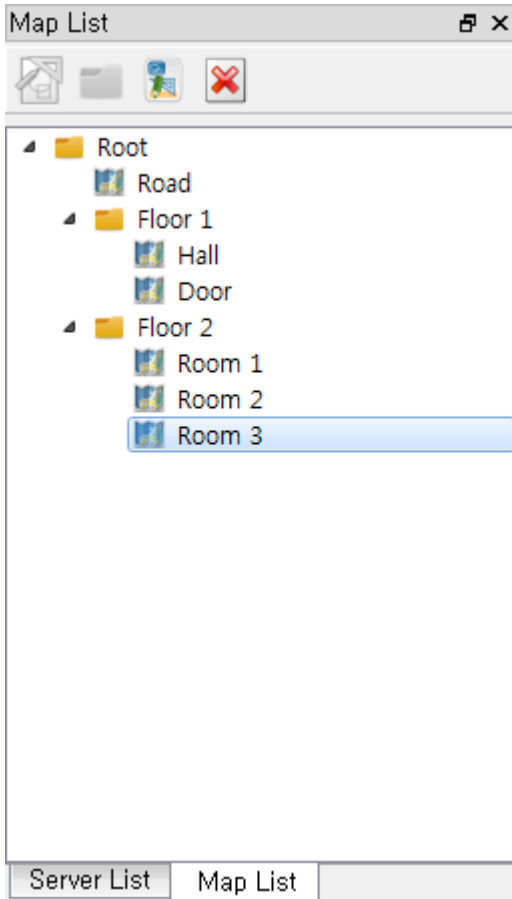 Map List
Root
Road
Floor 1
Hall
Door
Floor 2
Room 1
Room 2
Room 3
Server List
Map List